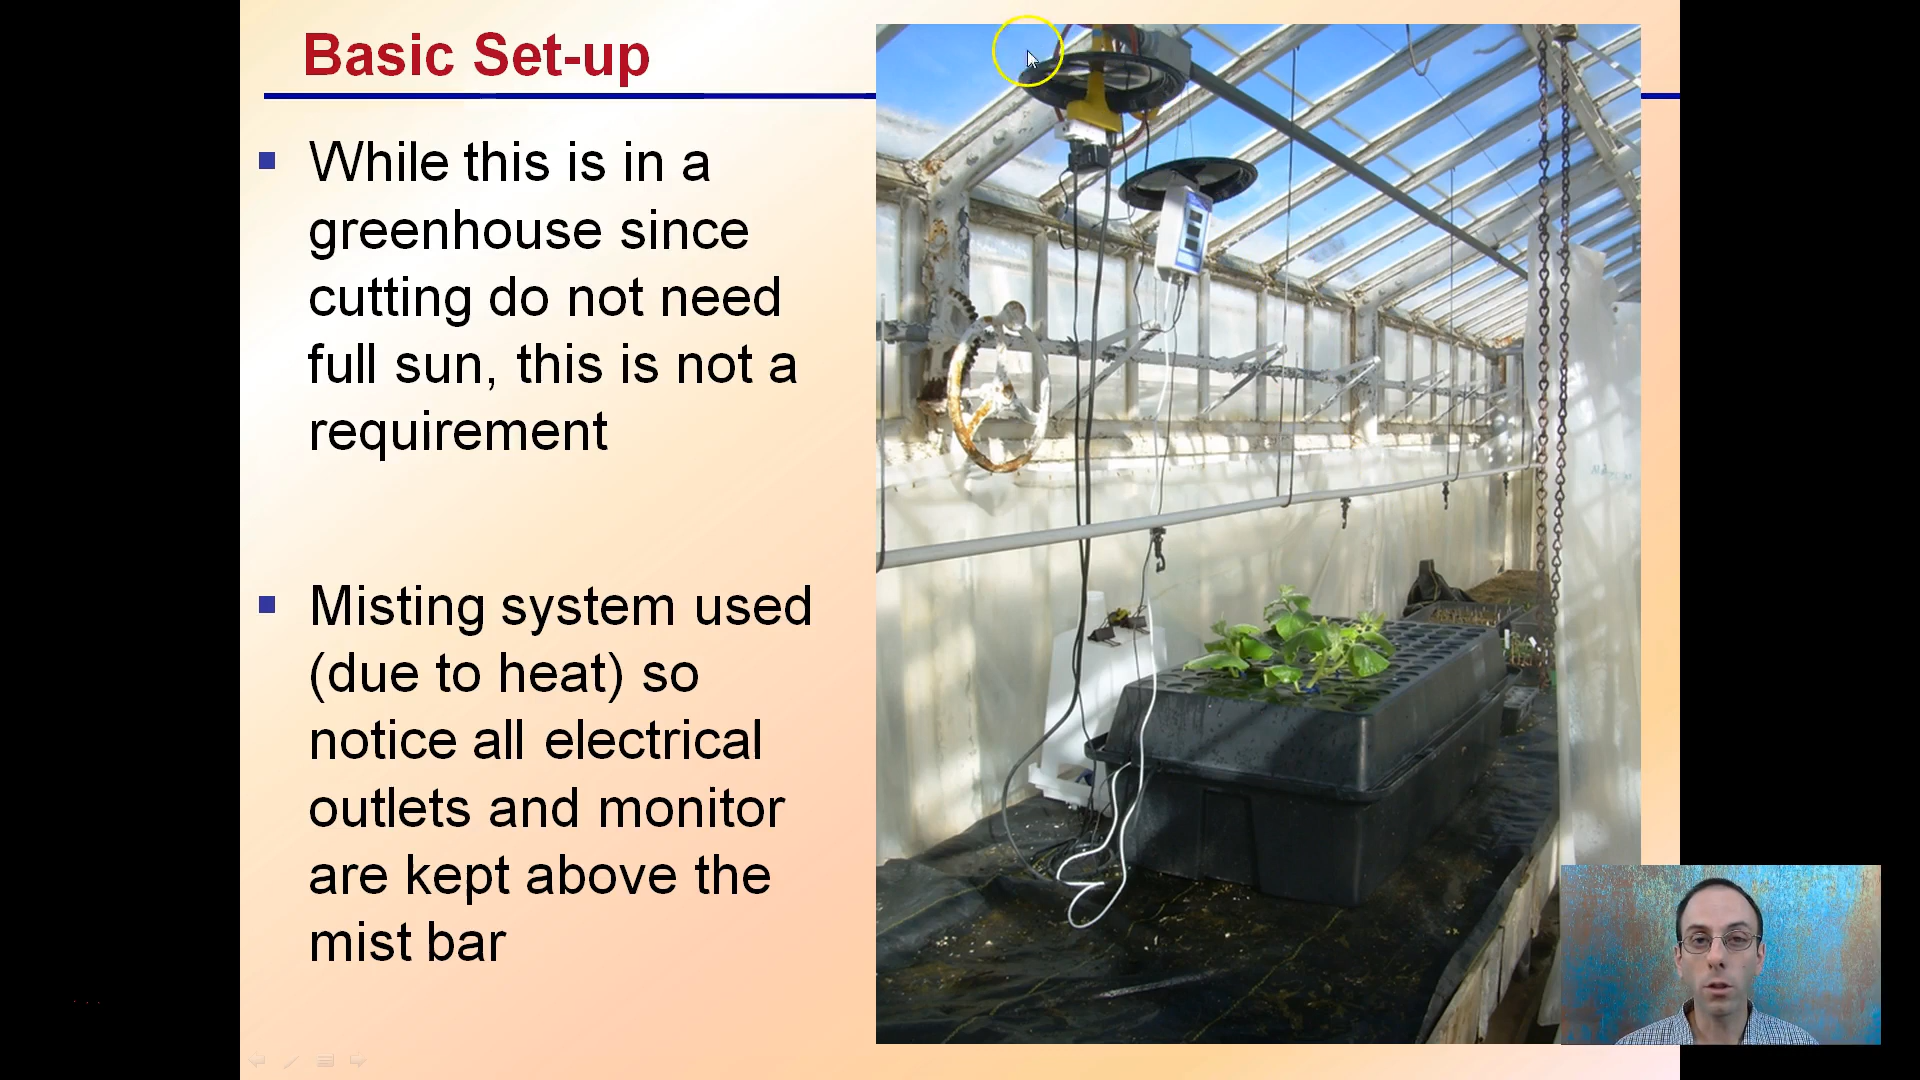 Basic Set-up
While this is in a
greenhouse since
cutting do not need
full sun, this is not a
requirement
Misting system used
(due to heat) so
notice all electrical
outlets and monitor
are kept above the
mist bar